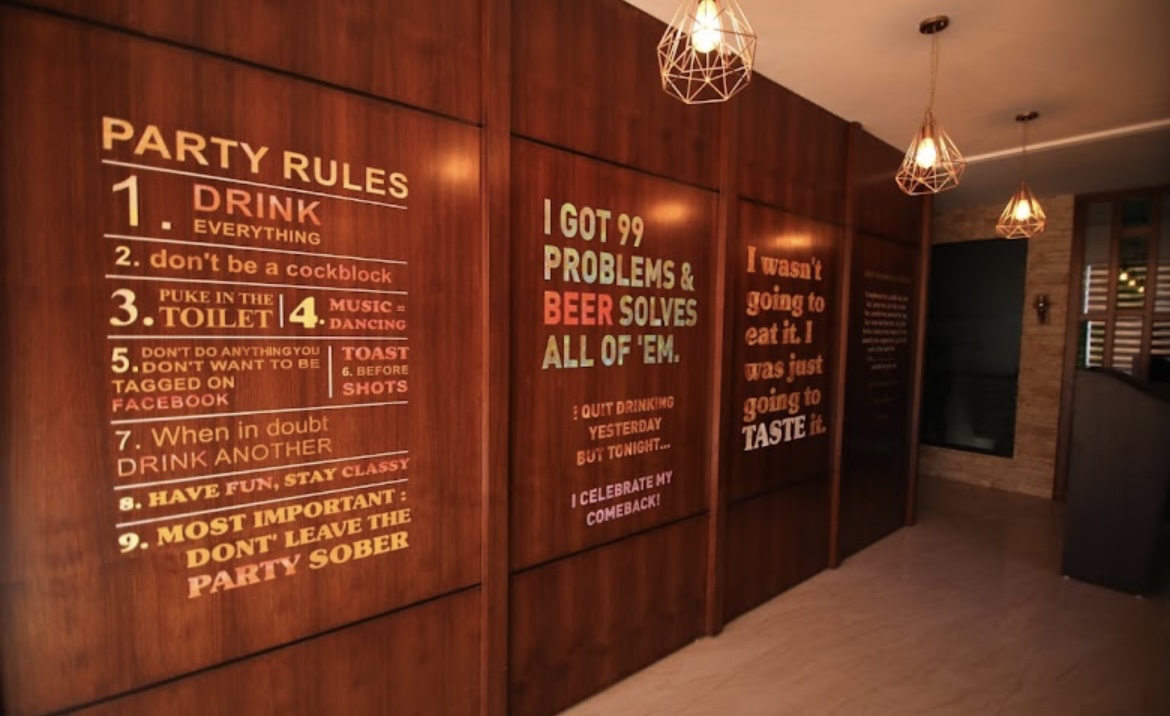 PARTY RULES
1. DRINK
EVERYTHING
2. don't be a cockblock
3. PUKE IN THE
TOILET
4. MUSIC =
DANCING
5. DON'T DO ANYTHING YOU
DON'T WANT TO BE
TAGGED ON
FACEBOOK
TOAST
6. BEFORE
SHOTS
7. When in doubt
DRINK ANOTHER
8. HAVE FUN, STAY CLASSY
9. MOST IMPORTANT :
DONT' LEAVE THE
PARTY SOBER
I GOT 99
PROBLEMS &
BEER SOLVES
ALL OF 'EM.
I QUIT DRINKING
YESTERDAY
BUT TONIGHT...
I CELEBRATE MY
COMEBACK!
I wasn't
going to
eat it. I
was just
going to
TASTE it.